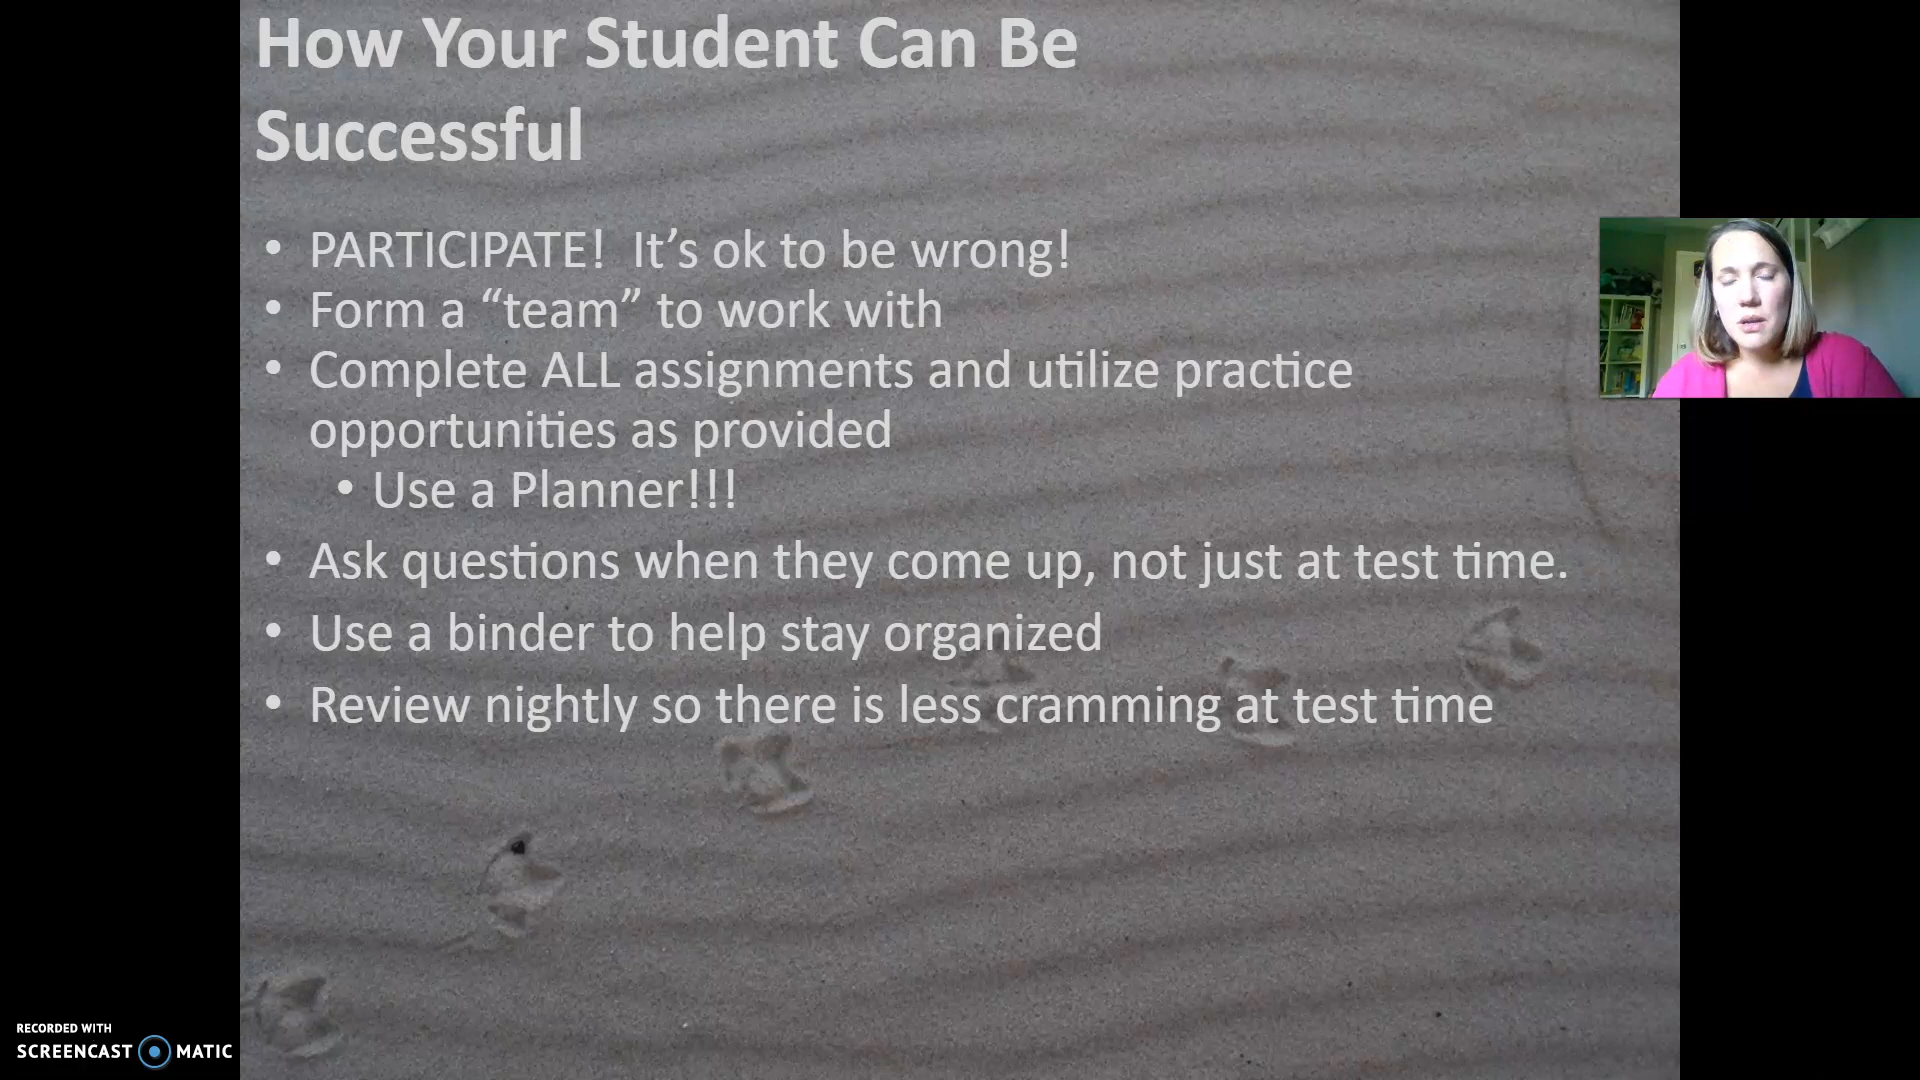 How Your Student Can Be
Successful
• PARTICIPATE!  It’s ok to be wrong!
• Form a “team” to work with
• Complete ALL assignments and utilize practice
opportunities as provided
• Use a Planner!!!
• Ask questions when they come up, not just at test time.
• Use a binder to help stay organized
• Review nightly so there is less cramming at test time
RECORDED WITH
SCREENCAST MATIC